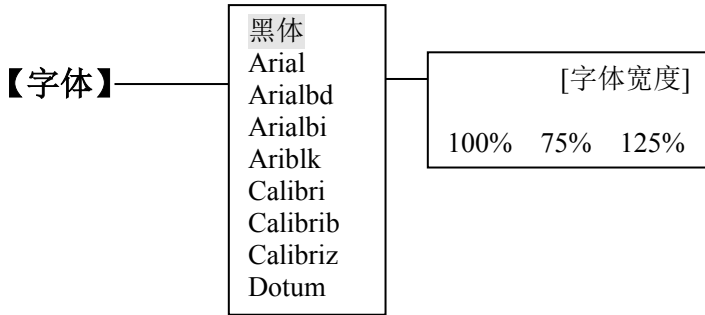 【字体】
黑体
Arial
Arialbd
Arialbi
Ariblk
Calibri
Calibrib
Calibriz
Dotum
[字体宽度]
100% 75% 125%